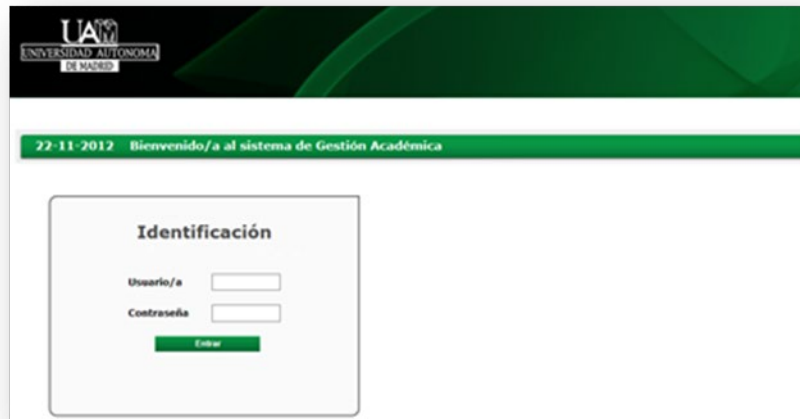 UAM
UNIVERSIDAD AUTONOMA
DE MADRID
22-11-2012 Bienvenido/a al sistema de Gestión Académica
Identificación
Usuario/a
Contraseña
Entrar